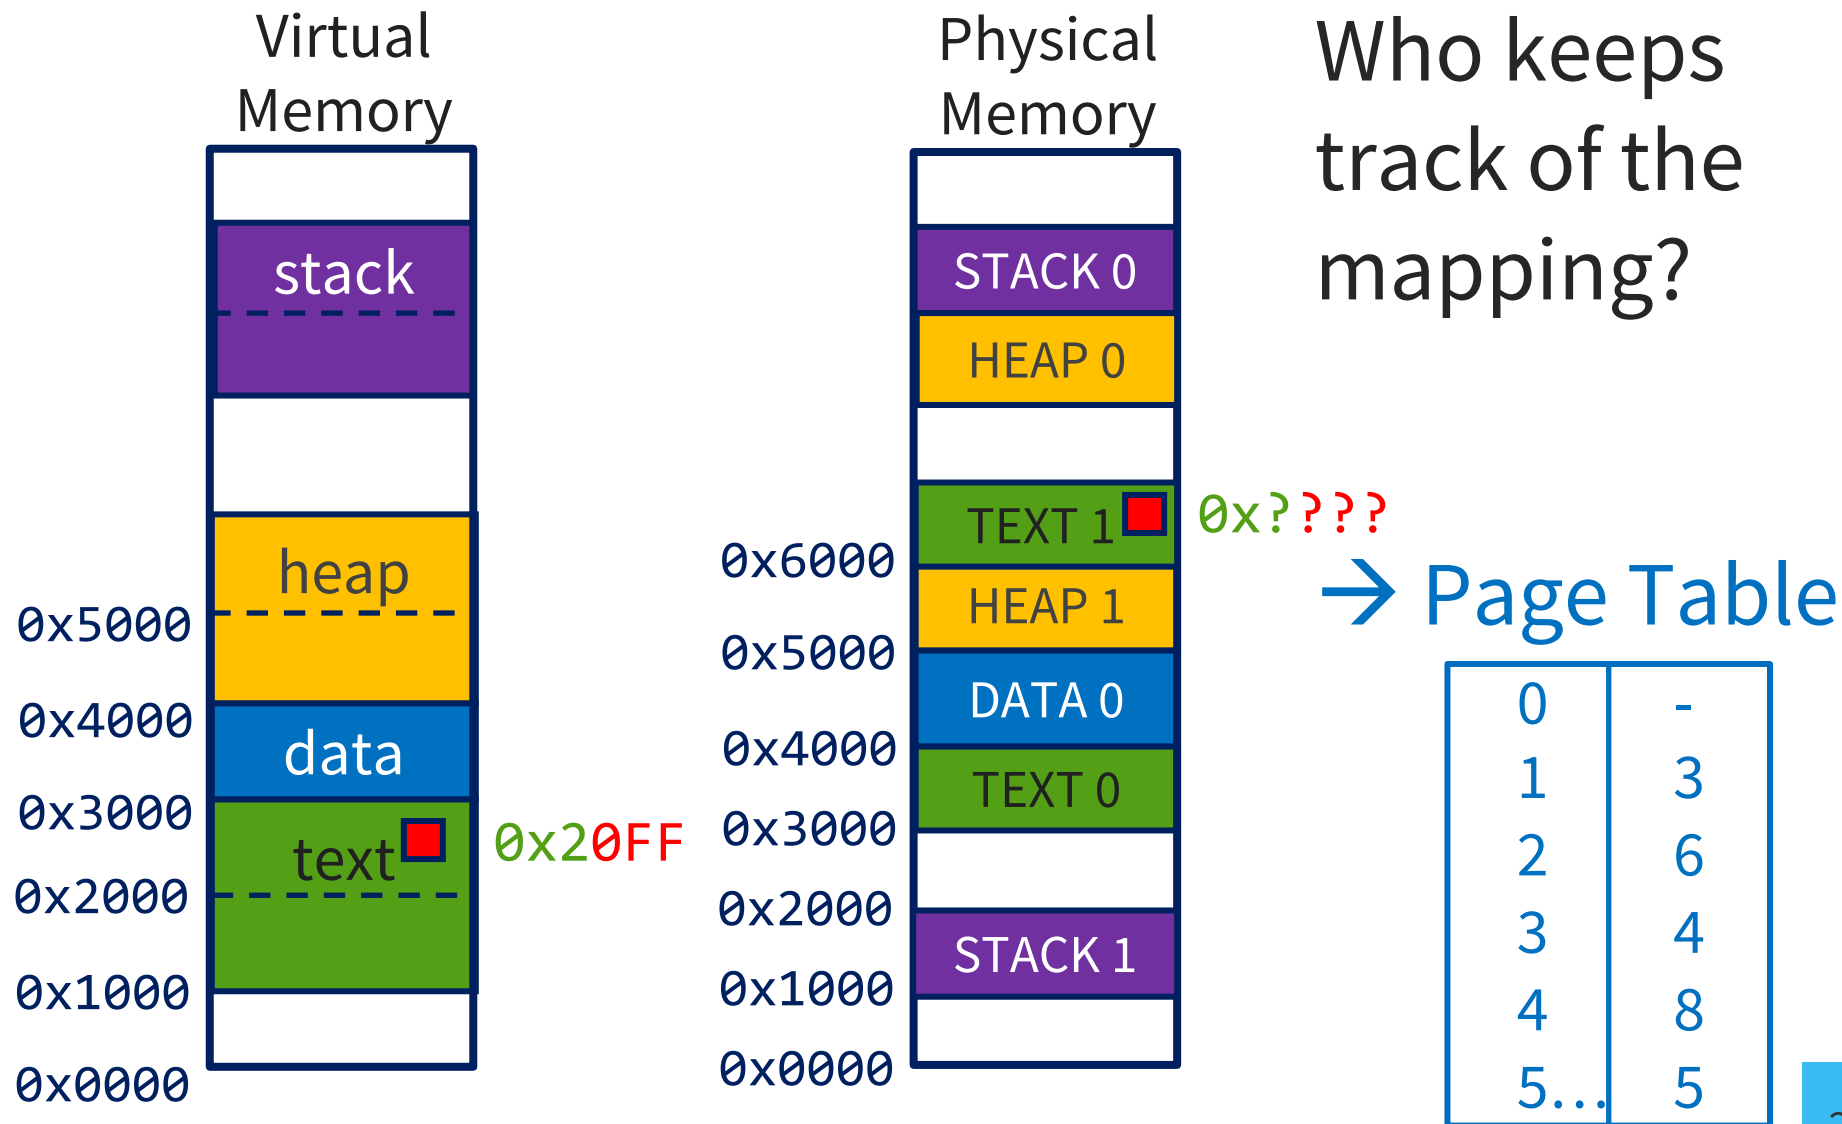 Virtual
Memory
stack
heap
0x5000
0x4000
data
0x3000
text
0x20FF
0x2000
0x1000
0x0000
Physical
Memory
STACK 0
HEAP 0
TEXT 1
0x????
0x6000
HEAP 1
0x5000
DATA 0
0x4000
TEXT 0
0x3000
0x2000
STACK 1
0x1000
0x0000
Who keeps
track of the
mapping?
→ Page Table
0 -
1 3
2 6
3 4
4 8
5... 5